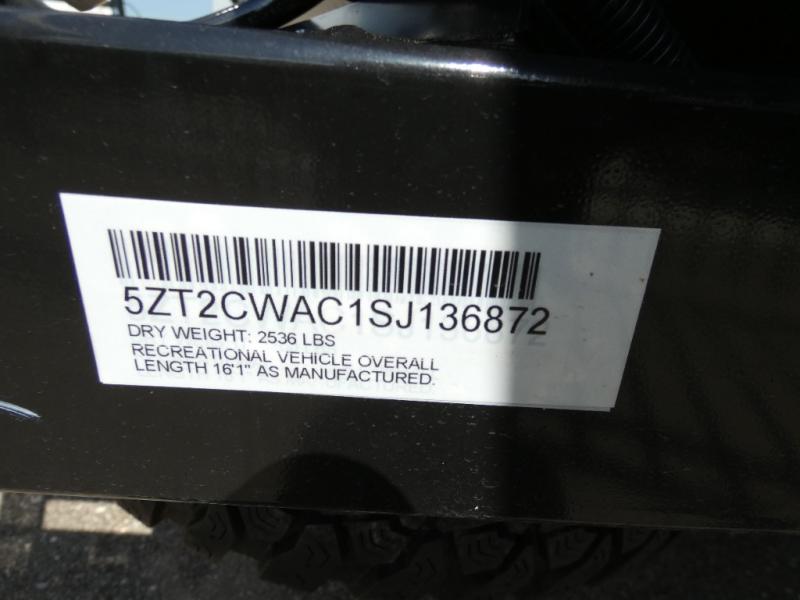 5ZT2CWAC1SJ136872
DRY WEIGHT: 2536 LBS
RECREATIONAL VEHICLE OVERALL
LENGTH 16'1" AS MANUFACTURED.